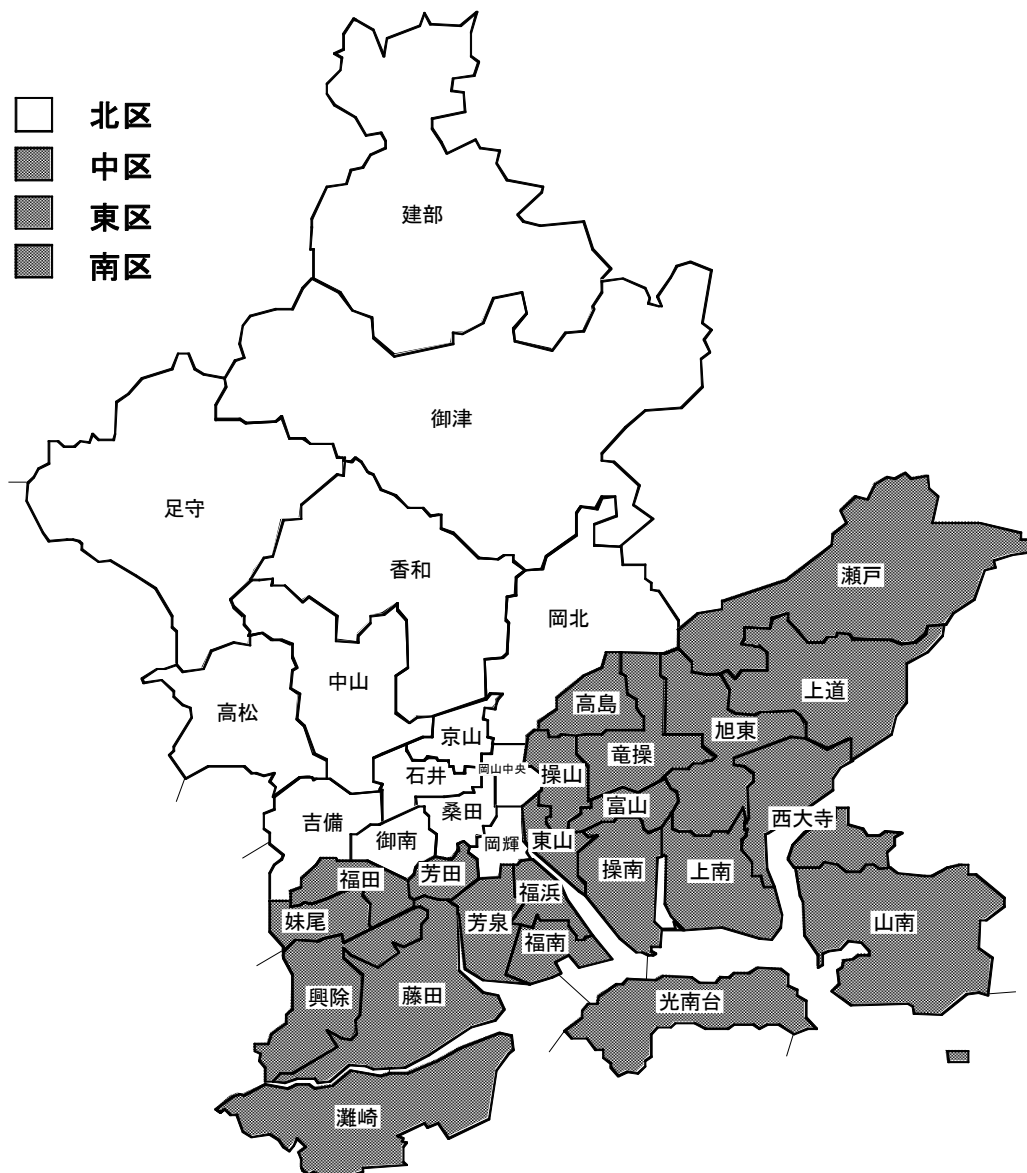 北区
中区
東区
南区
建部
御津
足守
香和
瀬戸
岡北
中山
上道
高松
高島
旭東
京山
竜操
岡山中央
石井
操山
富山
桑田
西大寺
吉備
御南
岡輝
東山
操南
上南
福田
芳田
福浜
妹尾
芳泉
山南
福南
興除
藤田
光南台
灘崎